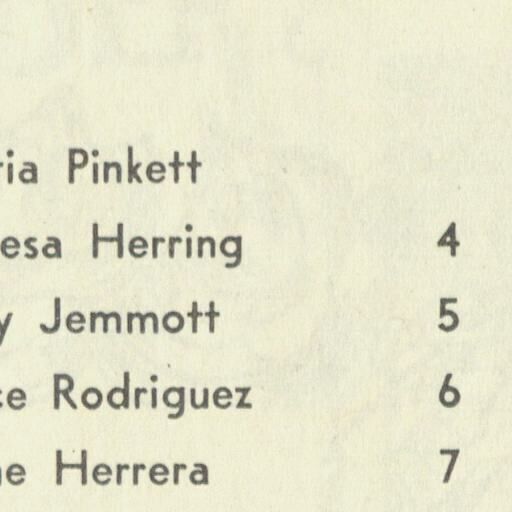 ria Pinkett
esa Herring 4
y Jemmott 5
ce Rodriguez 6
ne Herrera 7